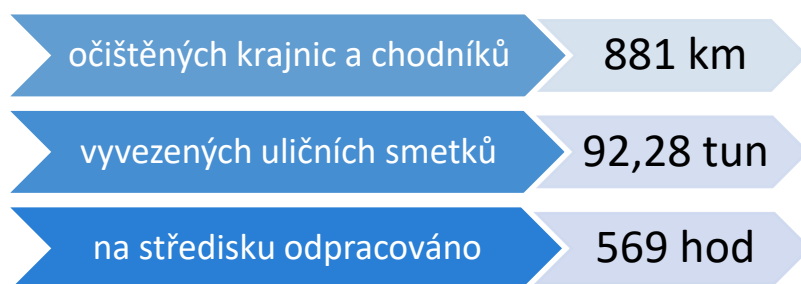 očištěných krajnic a chodníků 881 km
vyvezených uličních smetků 92,28 tun
na středisku odpracováno 569 hod